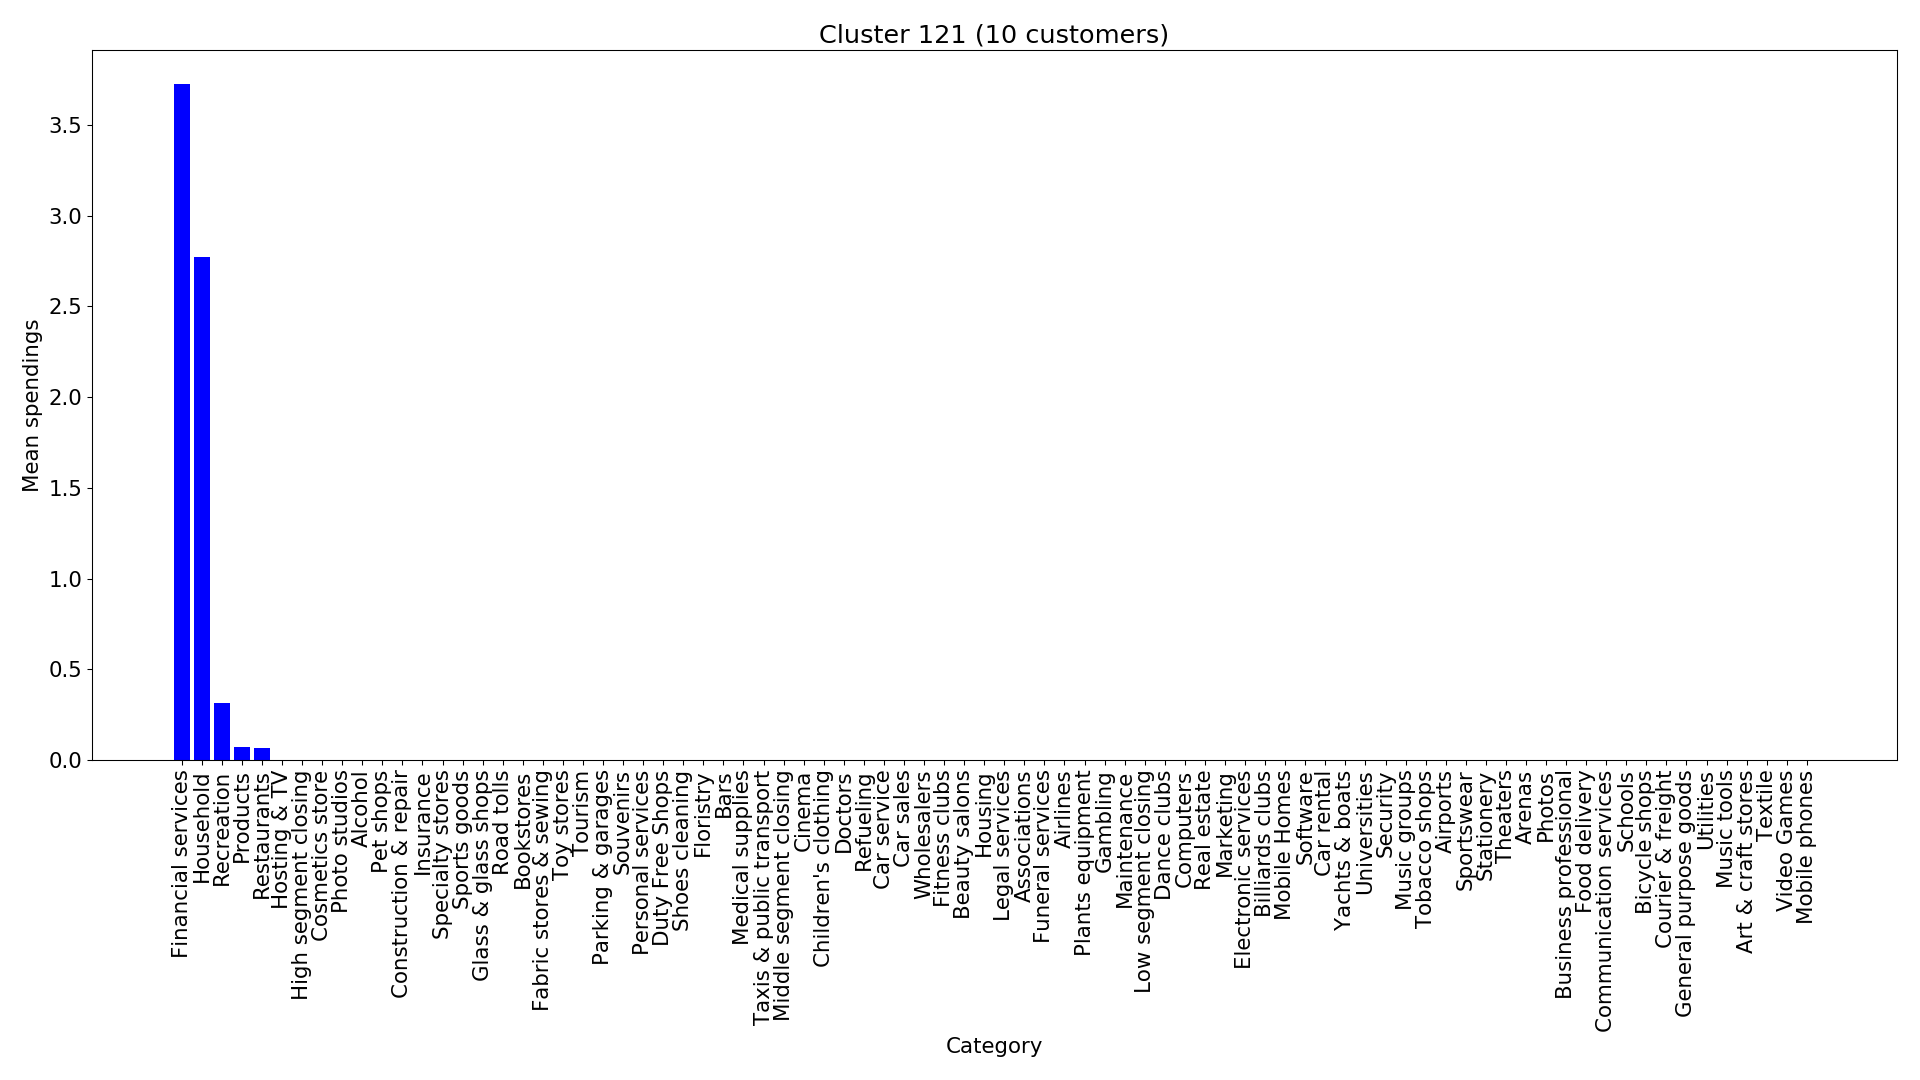 Cluster 121 (10 customers)
Mean spendings
3.5
3.0
2.5
2.0
1.5
1.0
0.5
0.0
Financial services
Household
Recreation
Products
Restaurants
Hosting & TV
High segment closing
Cosmetics store
Photo studios
Alcohol
Pet shops
Construction & repair
Insurance
Specialty stores
Sports goods
Glass & glass shops
Road tolls
Bookstores
Fabric stores & sewing
Toy stores
Tourism
Parking & garages
Souvenirs
Personal services
Duty Free Shops
Shoes cleaning
Floristry
Bars
Medical supplies
Taxis & public transport
Middle segment closing
Cinema
Children's clothing
Doctors
Refueling
Car service
Car sales
Wholesalers
Fitness clubs
Beauty salons
Housing
Legal services
Associations
Funeral services
Airlines
Plants equipment
Gambling
Maintenance
Low segment closing
Dance clubs
Computers
Real estate
Marketing
Electronic services
Billiards clubs
Mobile Homes
Software
Car rental
Yachts & boats
Universities
Security
Music groups
Tobacco shops
Airports
Sportswear
Stationery
Theaters
Arenas
Photos
Business professional
Food delivery
Communication services
Schools
Bicycle shops
Courier & freight
General purpose goods
Utilities
Music tools
Art & craft stores
Textile
Video Games
Mobile phones
Category